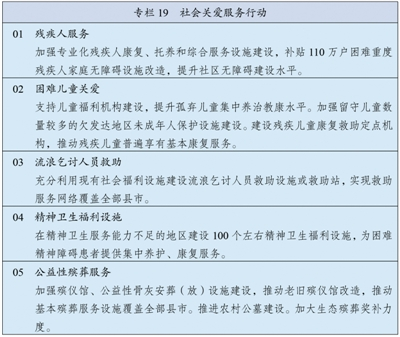 专栏 19　社会关爱服务行动
01　残疾人服务
加强专业化残疾人康复、托养和综合服务设施建设，补贴 110 万户困难重度
残疾人家庭无障碍设施改造，提升社区无障碍建设水平。
02　困难儿童关爱
支持儿童福利机构建设，提升孤弃儿童集中养治教康水平。加强留守儿童数
量较多的欠发达地区未成年人保护设施建设。建设残疾儿童康复救助定点机
构，推动残疾儿童普遍享有基本康复服务。
03　流浪乞讨人员救助
充分利用现有社会福利设施建设流浪乞讨人员救助设施或救助站，实现救助
服务网络覆盖全部县市。
04　精神卫生福利设施
在精神卫生服务能力不足的地区建设 100 个左右精神卫生福利设施，为困难
精神障碍患者提供集中养护、康复服务。
05　公益性殡葬服务
加强殡仪馆、公益性骨灰安葬（放）设施建设，推动老旧殡仪馆改造，推动
基本殡葬服务设施覆盖全部县市。推进农村公墓建设。加大生态殡葬奖补力
度。